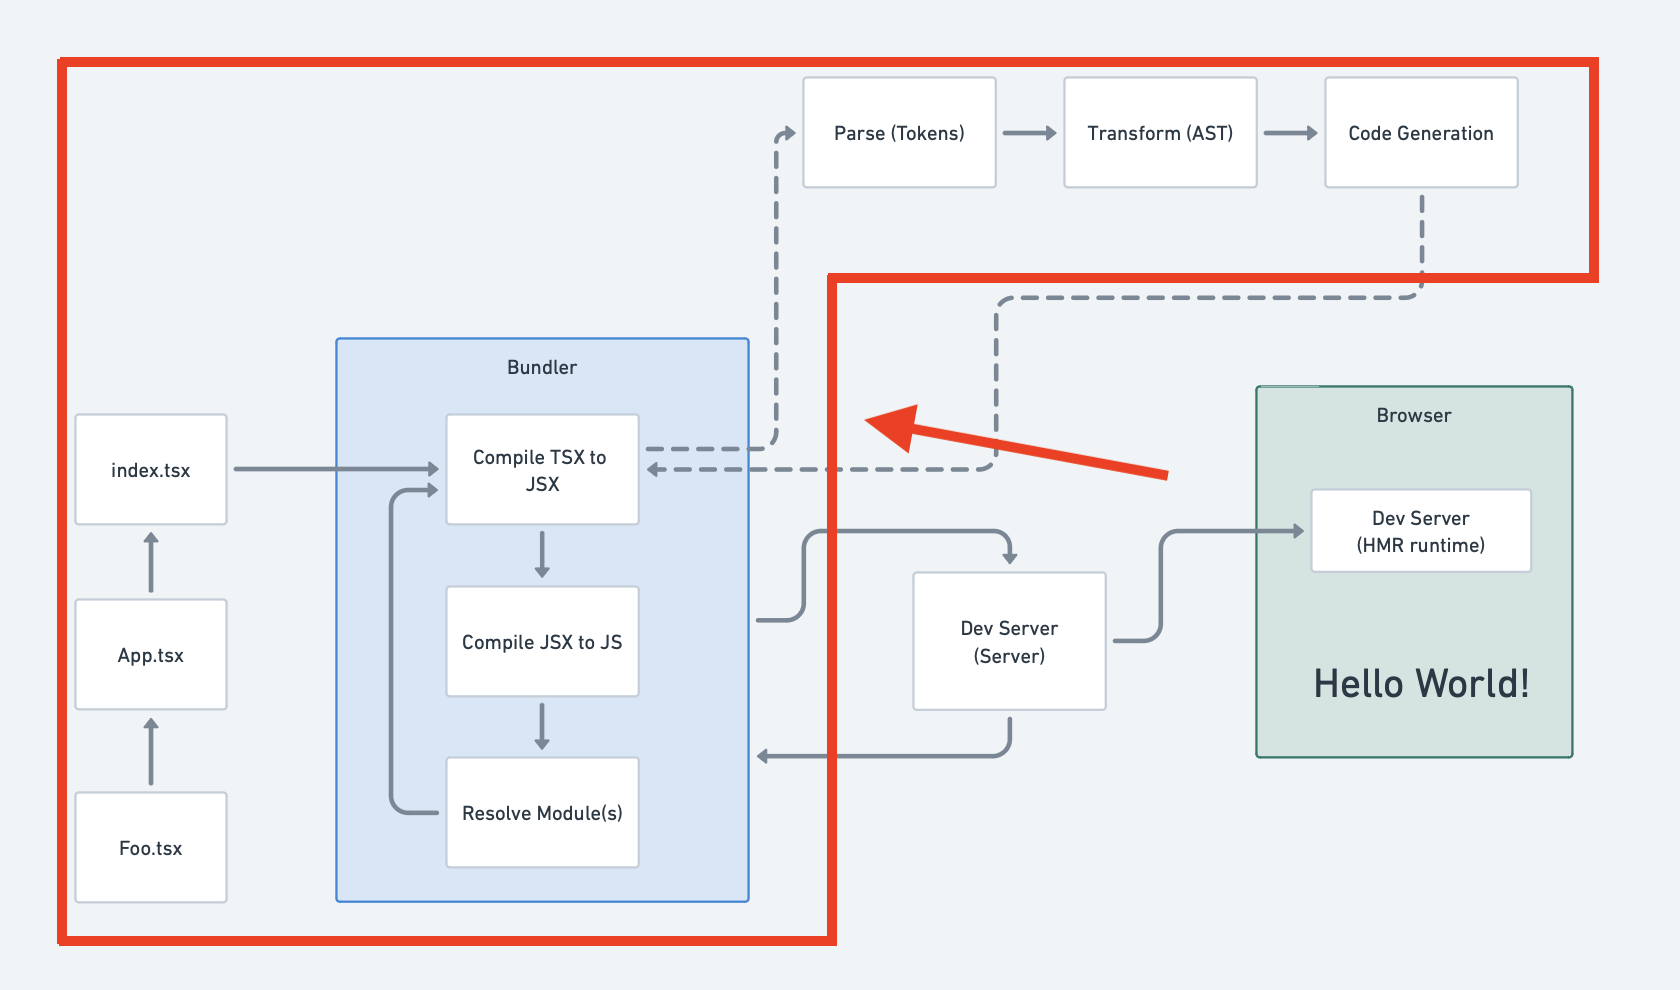 Parse (Tokens)
Transform (AST)
Code Generation
Bundler
index.tsx
App.tsx
Foo.tsx
Compile TSX to
JSX
Compile JSX to JS
Resolve Module(s)
Dev Server
(Server)
Browser
Dev Server
(HMR runtime)
Hello World!